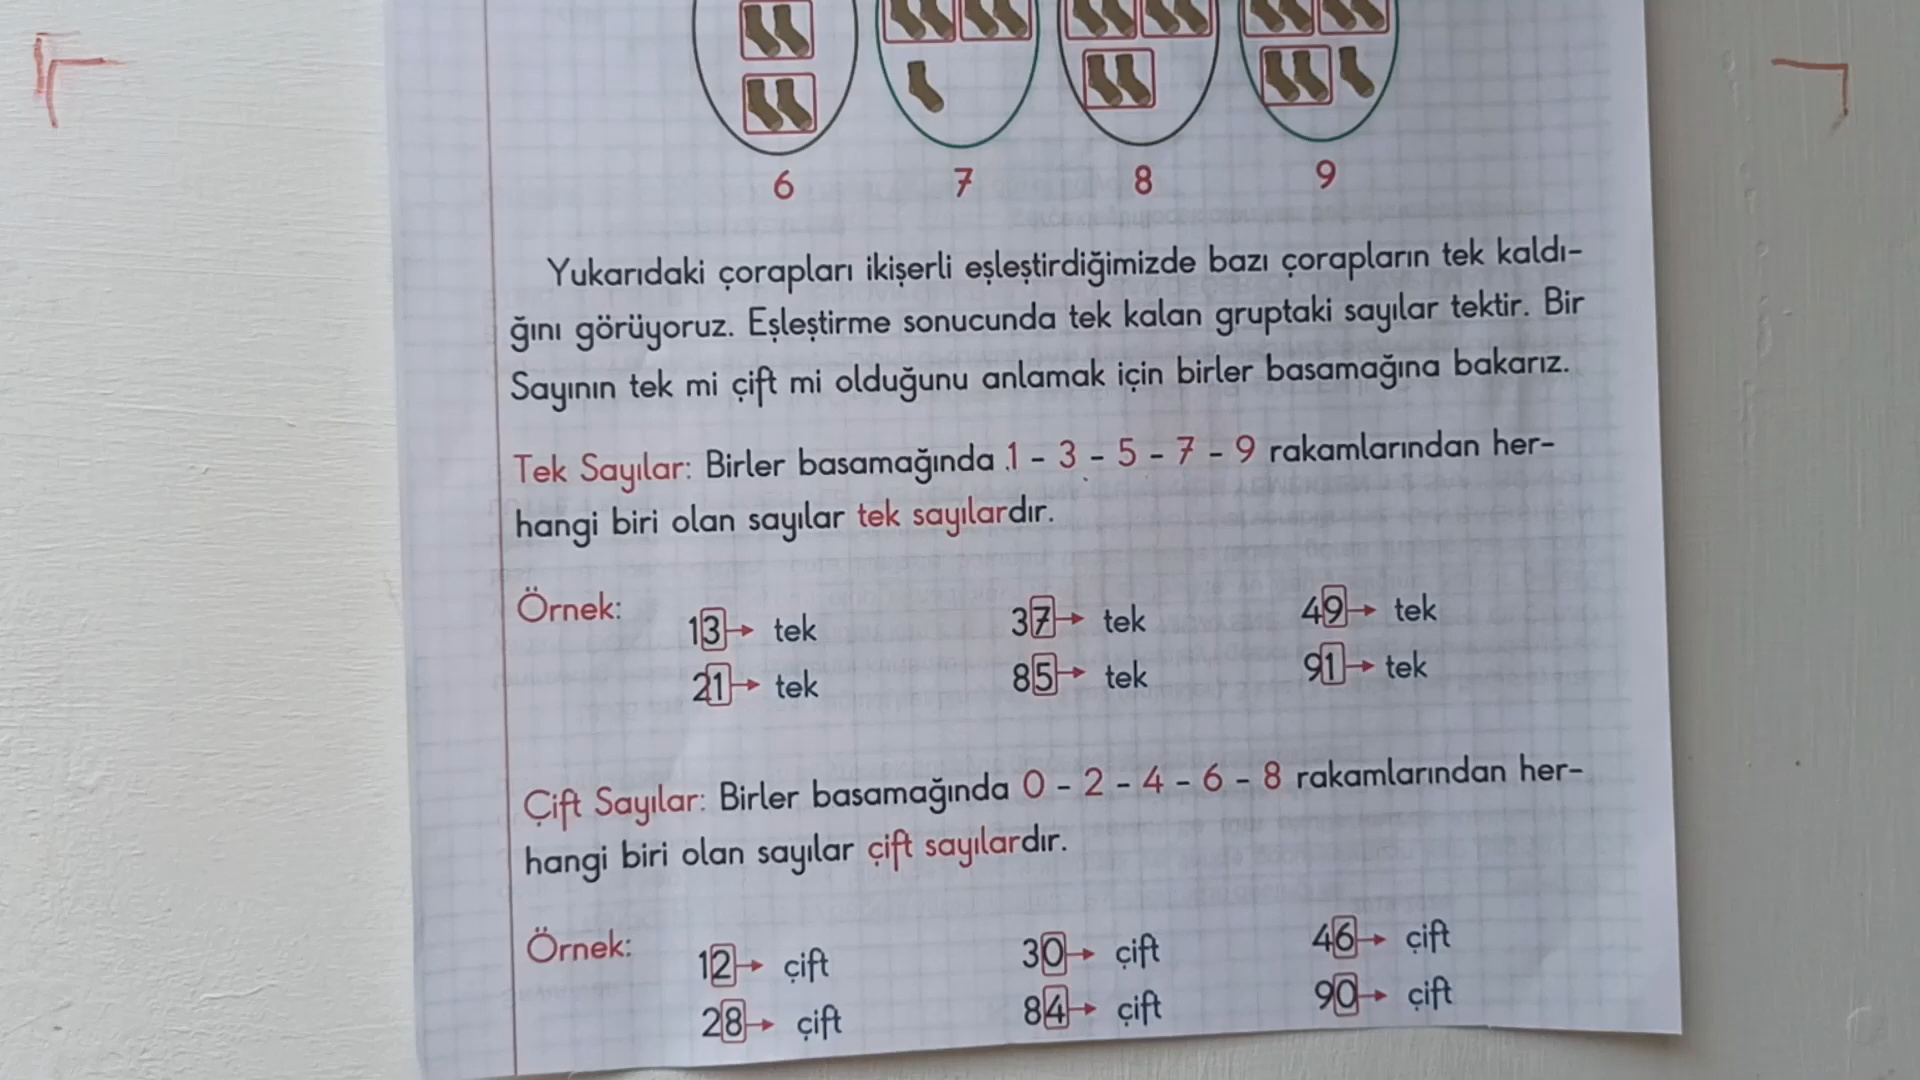 6 7 8 9
Yukarıdaki çorapları ikişerli eşleştirdiğimizde bazı çorapların tek kaldı-
ğını görüyoruz. Eşleştirme sonucunda tek kalan gruptaki sayılar tektir. Bir
Sayının tek mi çift mi olduğunu anlamak için birler basamağına bakarız.
Tek Sayılar: Birler basamağında 1 - 3 - 5 - 7 - 9 rakamlarından her-
hangi biri olan sayılar tek sayılardır.
Örnek: 13→ tek 37→ tek 49→ tek
21→ tek 85→ tek 91→ tek
Çift Sayılar: Birler basamağında 0 - 2 - 4 - 6 - 8 rakamlarından her-
hangi biri olan sayılar çift sayılardır.
Örnek: 12→ çift 30→ çift 46→ çift
28→ çift 84→ çift 90→ çift